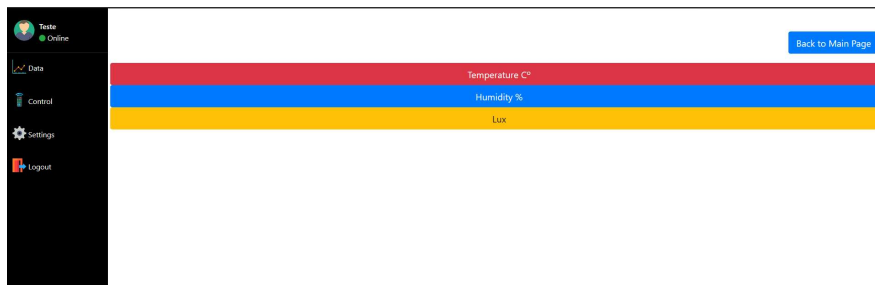 Teste
Online
Data
Control
Settings
Logout
Back to Main Page
Temperature Cº
Humidity %
Lux